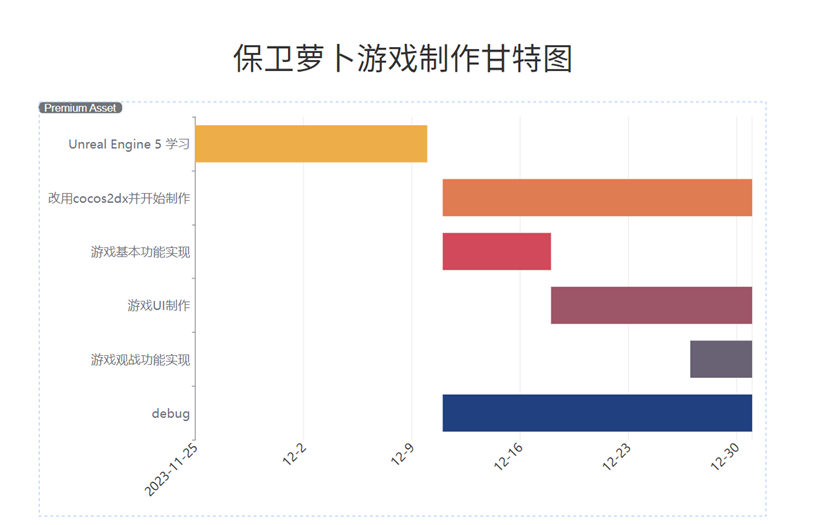 保卫萝卜游戏制作甘特图
Premium Asset
Unreal Engine 5 学习
改用cocos2dx并开始制作
游戏基本功能实现
游戏UI制作
游戏观战功能实现
debug
2023-11-25
12-2
12-9
12-16
12-23
12-30